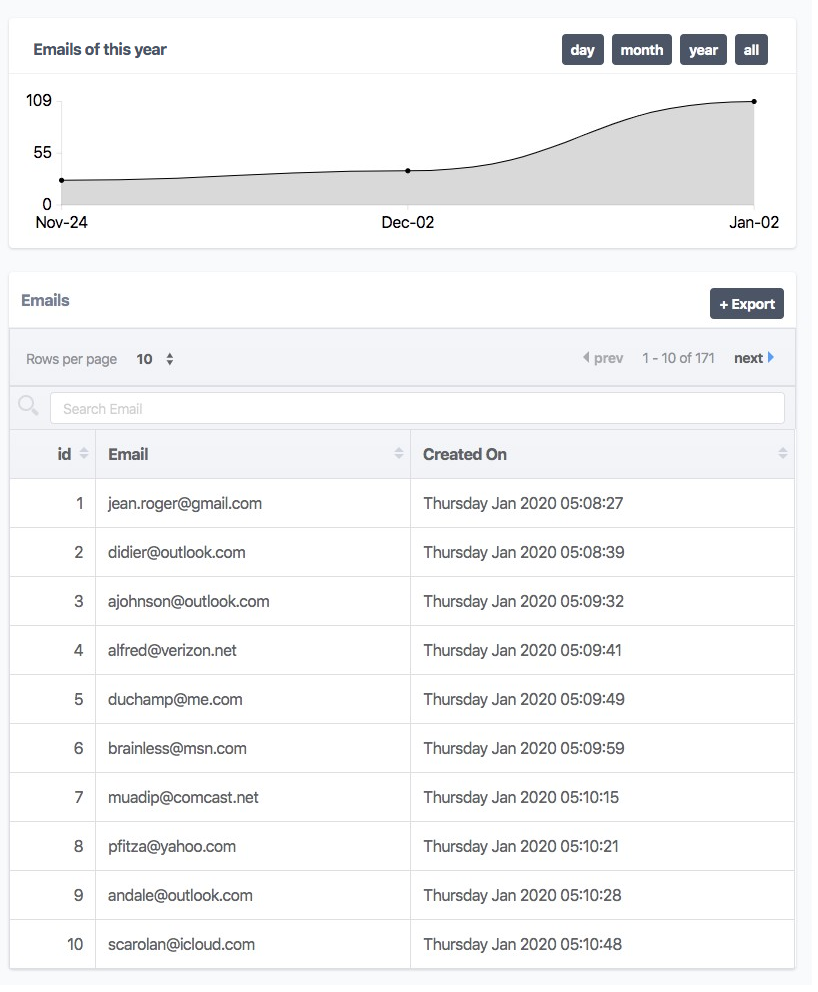 Emails of this year
day month year all
109
55
0
Nov-24 Dec-02 Jan-02
Emails
+ Export
Rows per page 10 prev 1 - 10 of 171 next
Search Email
id Email Created On
1 jean.roger@gmail.com Thursday Jan 2020 05:08:27
2 didier@outlook.com Thursday Jan 2020 05:08:39
3 ajohnson@outlook.com Thursday Jan 2020 05:09:32
4 alfred@verizon.net Thursday Jan 2020 05:09:41
5 duchamp@me.com Thursday Jan 2020 05:09:49
6 brainless@msn.com Thursday Jan 2020 05:09:59
7 muadip@comcast.net Thursday Jan 2020 05:10:15
8 pfitza@yahoo.com Thursday Jan 2020 05:10:21
9 andale@outlook.com Thursday Jan 2020 05:10:28
10 scarolan@icloud.com Thursday Jan 2020 05:10:48